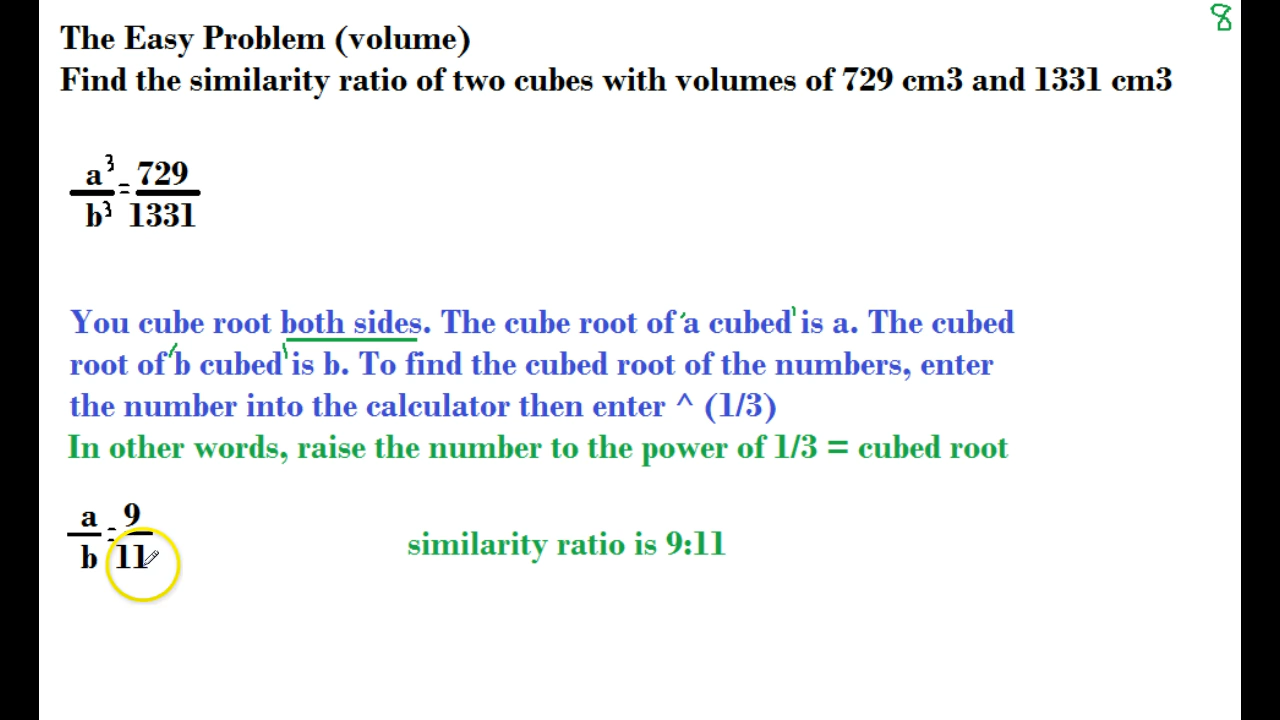 8
The Easy Problem (volume)
Find the similarity ratio of two cubes with volumes of 729 cm3 and 1331 cm3
a³ = 729
b³ 1331
You cube root both sides. The cube root of 'a cubed' is a. The cubed
root of 'b cubed' is b. To find the cubed root of the numbers, enter
the number into the calculator then enter ^ (1/3)
In other words, raise the number to the power of 1/3 = cubed root
a = 9
b 11
similarity ratio is 9:11